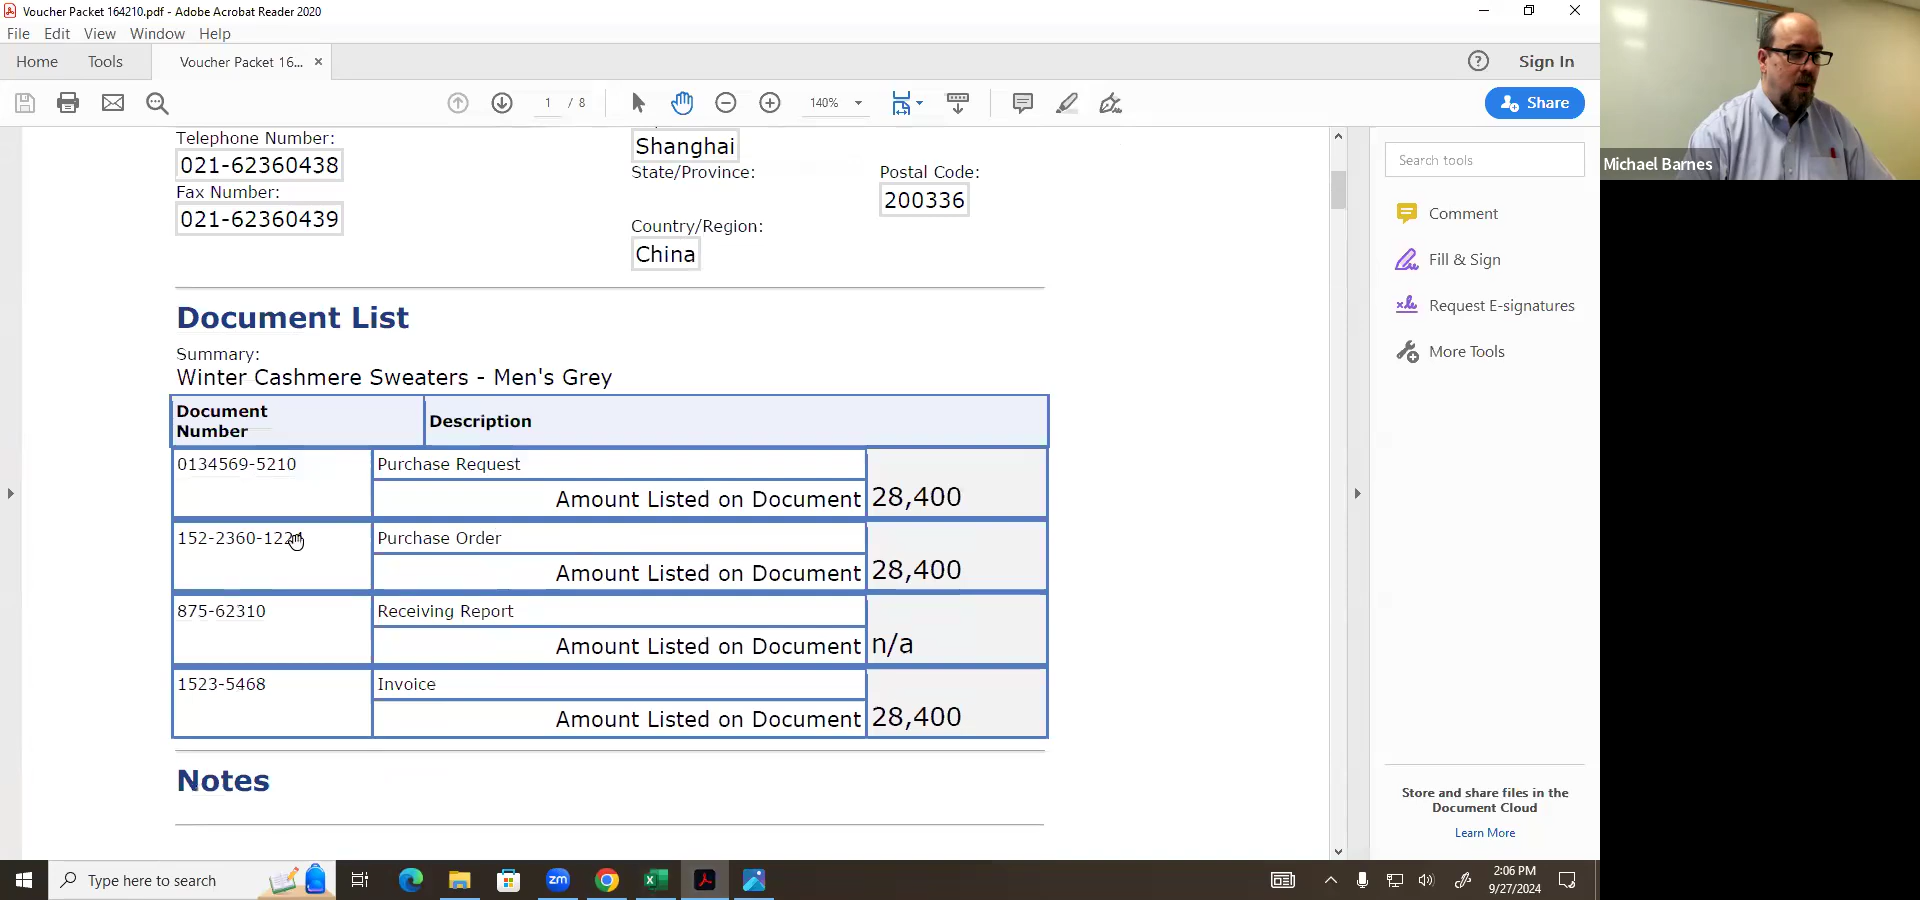 Voucher Packet 164210.pdf - Adobe Acrobat Reader 2020
File Edit View Window Help
Home Tools Voucher Packet 16... × Sign In
1 / 8 140% Share
Telephone Number:
021-62360438
Fax Number:
021-62360439
Shanghai
State/Province: Postal Code:
200336
Country/Region:
China
Document List
Summary:
Winter Cashmere Sweaters - Men's Grey
Document Number Description
0134569-5210 Purchase Request
Amount Listed on Document 28,400
Purchase Order
Amount Listed on Document 28,400
875-62310 Receiving Report
Amount Listed on Document n/a
1523-5468 Invoice
Amount Listed on Document 28,400
Notes
Search tools
Comment
Fill & Sign
Request E-signatures
More Tools
Store and share files in the
Document Cloud
Learn More
Michael Barnes
Type here to search
zm
2:06 PM
9/27/2024